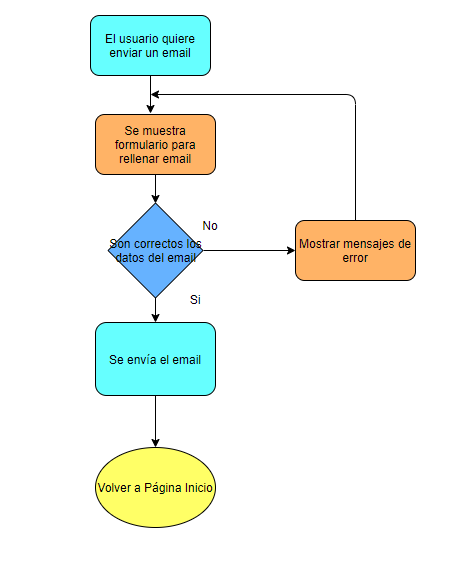 El usuario quiere
enviar un email
Se muestra
formulario para
rellenar email
No
Son correctos los
datos del email
Mostrar mensajes de
error
Si
Se envía el email
Volver a Página Inicio